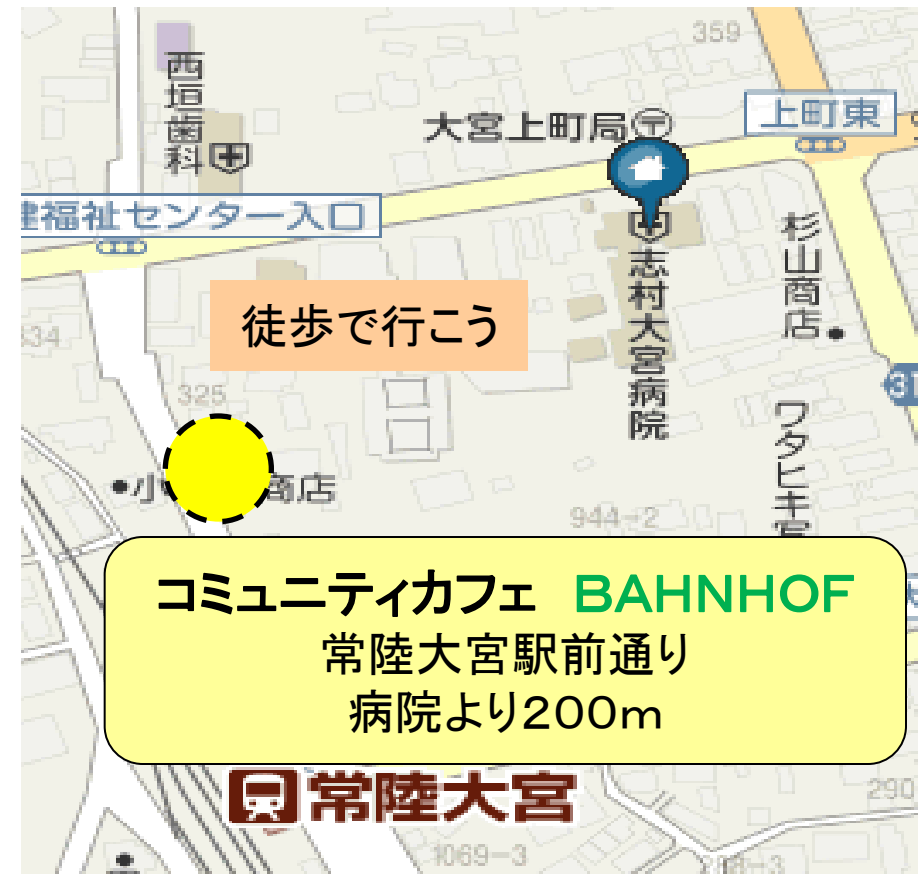 359
西垣歯科
大宮上町局
上町東
健福祉センター入口
志村大宮病院
杉山商店
徒歩で行こう
325
商店
ワタヒキ
944-2
コミュニティカフェ BAHNHOF
常陸大宮駅前通り
病院より200m
常陸大宮
290
1069-3